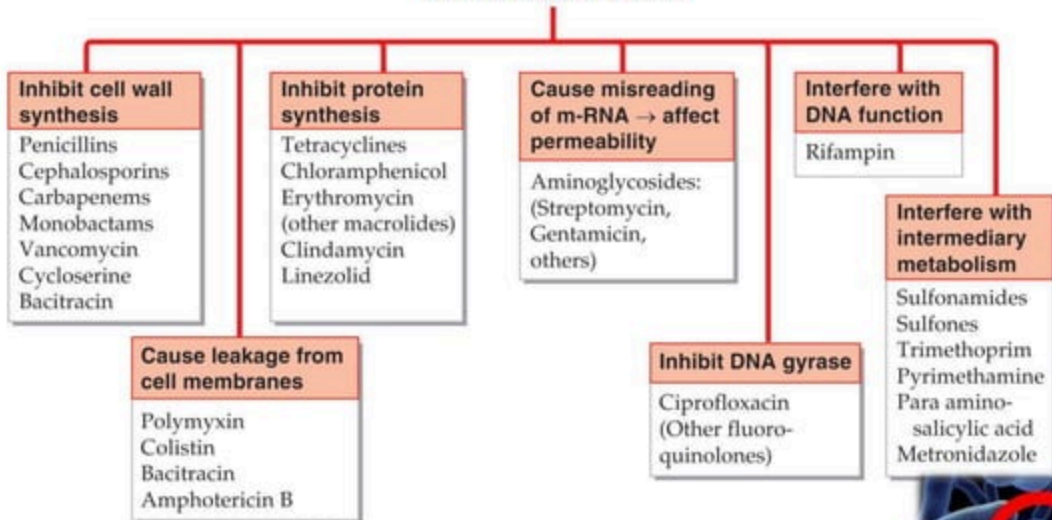 Inhibit cell wall
synthesis
Penicillins
Cephalosporins
Carbapenems
Monobactams
Vancomycin
Cycloserine
Bacitracin
Inhibit protein
synthesis
Tetracyclines
Chloramphenicol
Erythromycin
(other macrolides)
Clindamycin
Linezolid
Cause misreading
of m-RNA → affect
permeability
Aminoglycosides:
(Streptomycin,
Gentamicin,
others)
Interfere with
DNA function
Rifampin
Interfere with
intermediary
metabolism
Sulfonamides
Sulfones
Trimethoprim
Pyrimethamine
Para amino-
salicylic acid
Metronidazole
Cause leakage from
cell membranes
Polymyxin
Colistin
Bacitracin
Amphotericin B
Inhibit DNA gyrase
Ciprofloxacin
(Other fluoro-
quinolones)